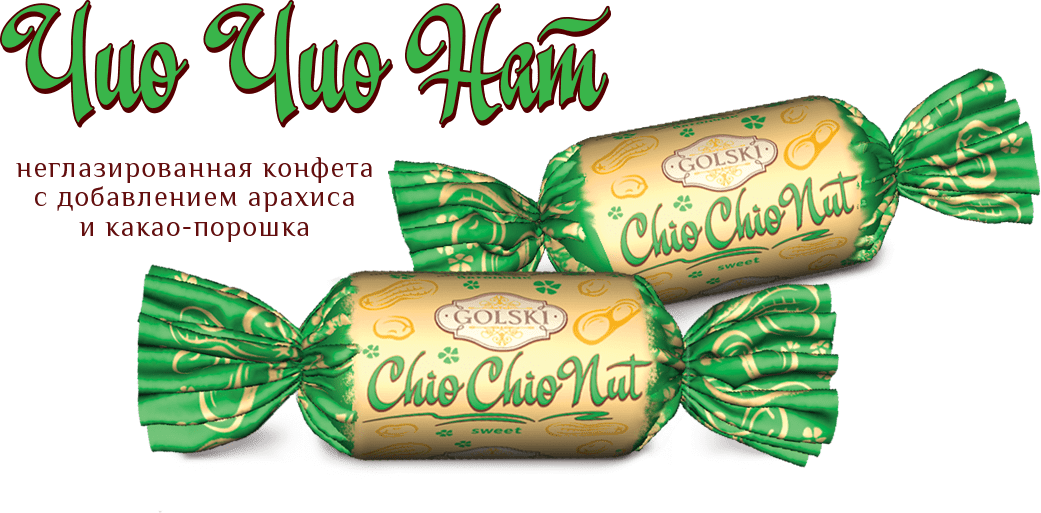 Чио Чио Нат
неглазированная конфета
с добавлением арахиса
и какао-порошка
GOLSKI
Chio Chio Nut
sweet
GOLSKI
Chio Chio Nut
sweet